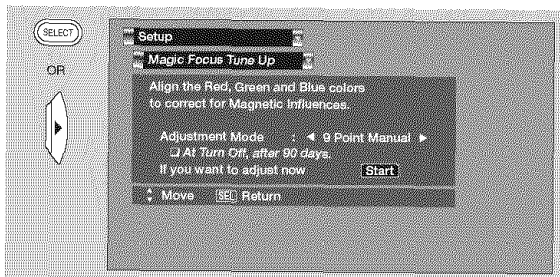 SELECT
OR
Setup
Magic Focus Tune Up
Align the Red, Green and Blue colors
to correct for Magnetic Influences.
Adjustment Mode : ◄ 9 Point Manual ►
❑ At Turn Off, after 90 days.
If you want to adjust now Start
Move SEL Return